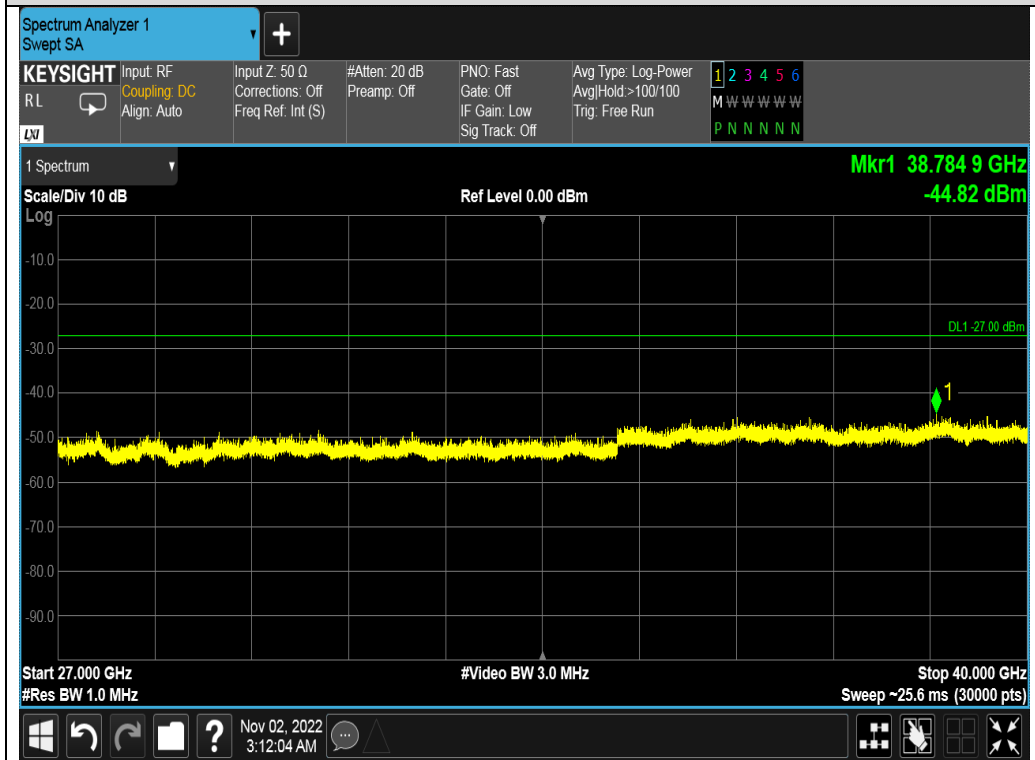 Spectrum Analyzer 1
Swept SA
+
KEYSIGHT
RL
LXI
Input: RF
Coupling: DC
Align: Auto
Input Z: 50 Ω
Corrections: Off
Freq Ref: Int (S)
#Atten: 20 dB
Preamp: Off
PNO: Fast
Gate: Off
IF Gain: Low
Sig Track: Off
Avg Type: Log-Power
Avg|Hold:>100/100
Trig: Free Run
1 2 3 4 5 6
M W W W W W
P N N N N N
1 Spectrum
Mkr1 38.784 9 GHz
-44.82 dBm
Scale/Div 10 dB
Ref Level 0.00 dBm
Log
-10.0
-20.0
DL1 -27.00 dBm
-30.0
-40.0
1
-50.0
-60.0
-70.0
-80.0
-90.0
Start 27.000 GHz
#Video BW 3.0 MHz
Stop 40.000 GHz
#Res BW 1.0 MHz
Sweep ~25.6 ms (30000 pts)
?
Nov 02, 2022
3:12:04 AM